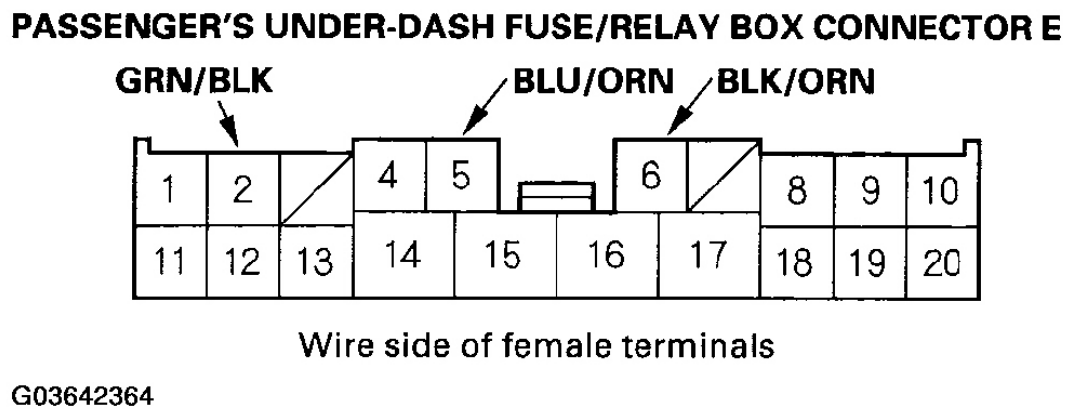 PASSENGER'S UNDER-DASH FUSE/RELAY BOX CONNECTOR E
GRN/BLK BLU/ORN BLK/ORN
1 2 4 5 6 8 9 10
11 12 13 14 15 16 17 18 19 20
Wire side of female terminals
G03642364